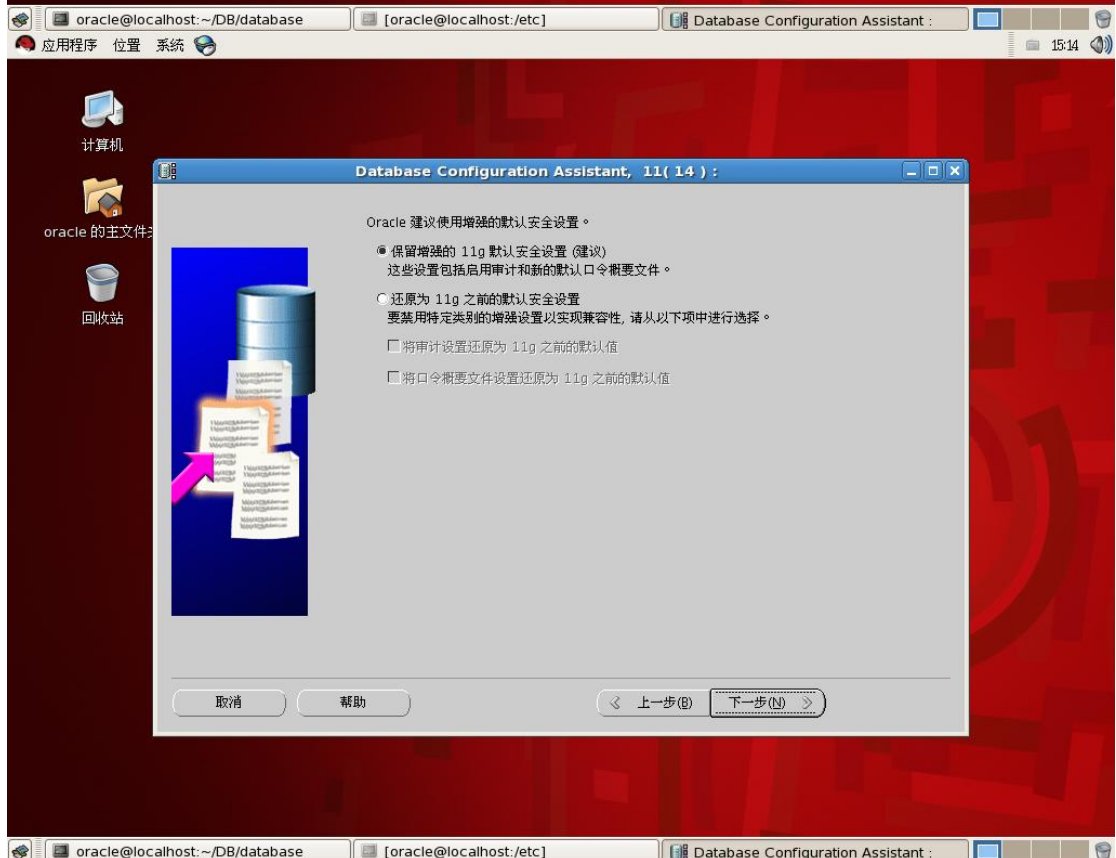 oracle@localhost:~/DB/database [oracle@localhost:/etc] Database Configuration Assistant :
应用程序 位置 系统 15:14
计算机
oracle 的主文件
回收站
Database Configuration Assistant, 11( 14 ) :
Oracle 建议使用增强的默认安全设置。
保留增强的 11g 默认安全设置 (建议)
这些设置包括启用审计和新的默认口令概要文件。
还原为 11g 之前的默认安全设置
要禁用特定类别的增强设置以实现兼容性, 请从以下项中进行选择。
将审计设置还原为 11g 之前的默认值
将口令概要文件设置还原为 11g 之前的默认值
取消 帮助 上一步(B) 下一步(N)
oracle@localhost:~/DB/database [oracle@localhost:/etc] Database Configuration Assistant :